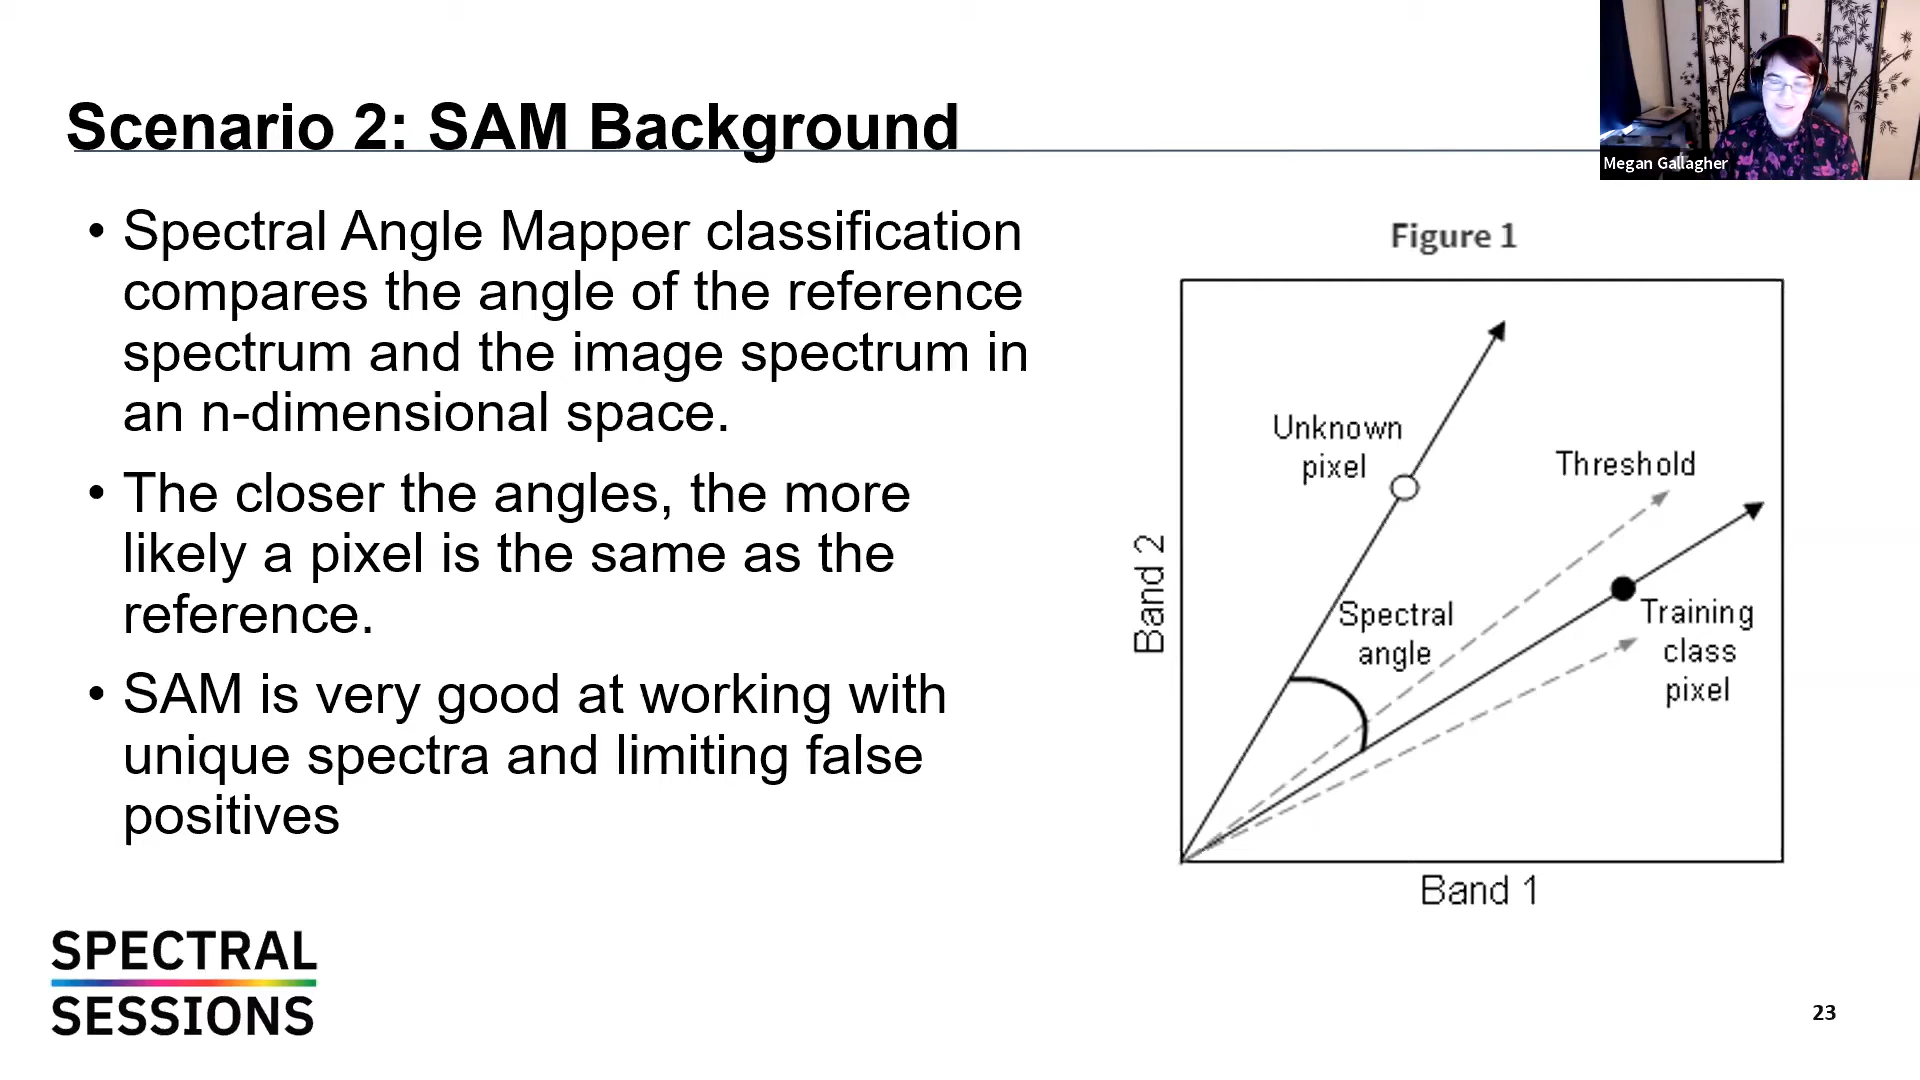 Megan Gallagher
Scenario 2: SAM Background
• Spectral Angle Mapper classification
compares the angle of the reference
spectrum and the image spectrum in
an n-dimensional space.
• The closer the angles, the more
likely a pixel is the same as the
reference.
• SAM is very good at working with
unique spectra and limiting false
positives
Figure 1
Unknown
pixel
Threshold
Spectral
angle
Training
class
pixel
Band 2
Band 1
SPECTRAL
SESSIONS
23